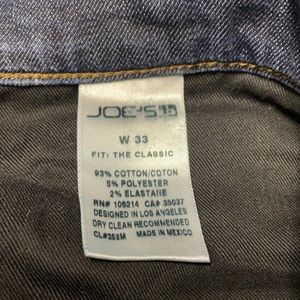 JOE'S
W 33
FIT: THE CLASSIC
93% COTTON/COTON
5% POLYESTER
2% ELASTANE
RN# 106214 CA# 35037
DESIGNED IN LOS ANGELES
DRY CLEAN RECOMMENDED
CL#252M MADE IN MEXICO